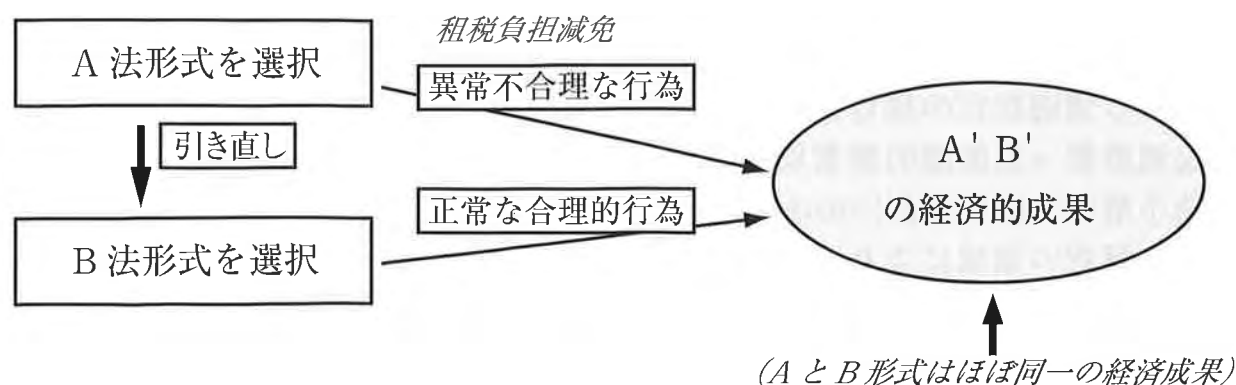 租税負担減免
A 法形式を選択
異常不合理な行為
引き直し
A' B'
の経済的成果
正常な合理的行為
B 法形式を選択
(A と B 形式はほぼ同一の経済成果)